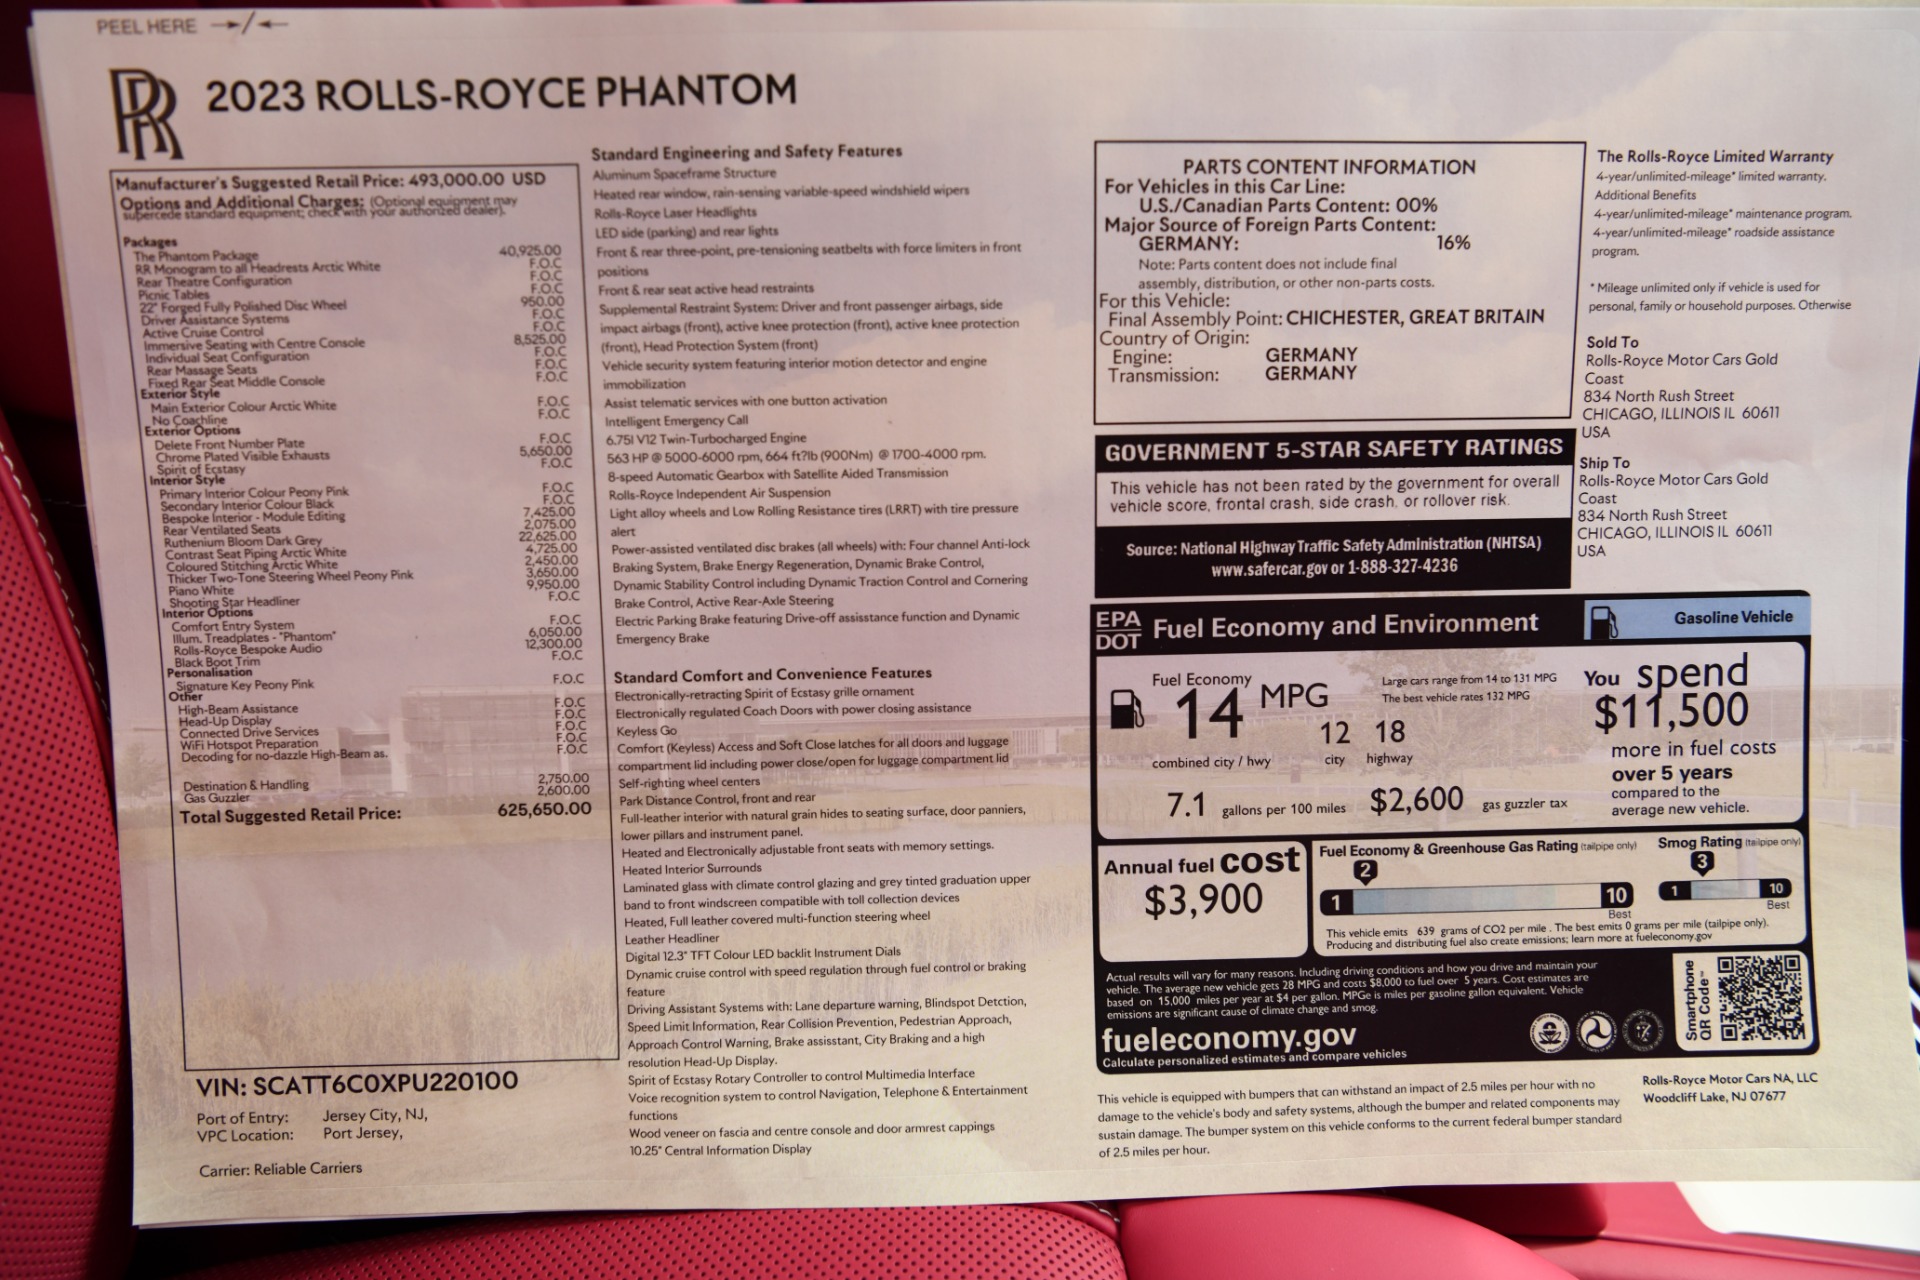 PEEL HERE
RR
2023 ROLLS-ROYCE PHANTOM
Manufacturer's Suggested Retail Price: 493,000.00 USD
Options and Additional Charges: (Optional equipment may
supercede standard equipment; check with your authorized dealer).
Packages
The Phantom Package 40,925.00
RR Monogram to all Headrests Arctic White F.O.C
Rear Theatre Configuration F.O.C
Picnic Tables F.O.C
22" Forged Fully Polished Disc Wheel 950.00
Driver Assistance Systems F.O.C
Active Cruise Control F.O.C
Immersive Seating with Centre Console 8,525.00
Individual Seat Configuration F.O.C
Rear Massage Seats F.O.C
Fixed Rear Seat Middle Console F.O.C
Exterior Style
Main Exterior Colour Arctic White F.O.C
No Coachline F.O.C
Exterior Options
Delete Front Number Plate F.O.C
Chrome Plated Visible Exhausts 5,650.00
Spirit of Ecstasy F.O.C
Interior Style
Primary Interior Colour Peony Pink F.O.C
Secondary Interior Colour Black F.O.C
Bespoke Interior - Module Editing 7,425.00
Rear Ventilated Seats 2,075.00
Ruthenium Bloom Dark Grey 22,625.00
Contrast Seat Piping Arctic White 4,725.00
Coloured Stitching Arctic White 2,450.00
Thicker Two-Tone Steering Wheel Peony Pink 3,650.00
Piano White 9,950.00
Shooting Star Headliner F.O.C
Interior Options
Comfort Entry System F.O.C
Illum. Treadplates - "Phantom" 6,050.00
Rolls-Royce Bespoke Audio 12,300.00
Black Boot Trim F.O.C
Personalisation
Signature Key Peony Pink F.O.C
Other
High-Beam Assistance F.O.C
Head-Up Display F.O.C
Connected Drive Services F.O.C
WiFi Hotspot Preparation F.O.C
Decoding for no-dazzle High-Beam as. F.O.C
Destination & Handling 2,750.00
Gas Guzzler 2,600.00
Total Suggested Retail Price: 625,650.00
VIN: SCATT6C0XPU220100
Port of Entry: Jersey City, NJ,
VPC Location: Port Jersey,
Carrier: Reliable Carriers
Standard Engineering and Safety Features
Aluminum Spaceframe Structure
Heated rear window, rain-sensing variable-speed windshield wipers
Rolls-Royce Laser Headlights
LED side (parking) and rear lights
Front & rear three-point, pre-tensioning seatbelts with force limiters in front
positions
Front & rear seat active head restraints
Supplemental Restraint System: Driver and front passenger airbags, side
impact airbags (front), active knee protection (front), active knee protection
(front), Head Protection System (front)
Vehicle security system featuring interior motion detector and engine
immobilization
Assist telematic services with one button activation
Intelligent Emergency Call
6.75l V12 Twin-Turbocharged Engine
563 HP @ 5000-6000 rpm, 664 ft?lb (900Nm) @ 1700-4000 rpm.
8-speed Automatic Gearbox with Satellite Aided Transmission
Rolls-Royce Independent Air Suspension
Light alloy wheels and Low Rolling Resistance tires (LRRT) with tire pressure
alert
Power-assisted ventilated disc brakes (all wheels) with: Four channel Anti-lock
Braking System, Brake Energy Regeneration, Dynamic Brake Control,
Dynamic Stability Control including Dynamic Traction Control and Cornering
Brake Control, Active Rear-Axle Steering
Electric Parking Brake featuring Drive-off assisstance function and Dynamic
Emergency Brake
Standard Comfort and Convenience Features
Electronically-retracting Spirit of Ecstasy grille ornament
Electronically regulated Coach Doors with power closing assistance
Keyless Go
Comfort (Keyless) Access and Soft Close latches for all doors and luggage
compartment lid including power close/open for luggage compartment lid
Self-righting wheel centers
Park Distance Control, front and rear
Full-leather interior with natural grain hides to seating surface, door panniers,
lower pillars and instrument panel.
Heated and Electronically adjustable front seats with memory settings.
Heated Interior Surrounds
Laminated glass with climate control glazing and grey tinted graduation upper
band to front windscreen compatible with toll collection devices
Heated, Full leather covered multi-function steering wheel
Leather Headliner
Digital 12.3" TFT Colour LED backlit Instrument Dials
Dynamic cruise control with speed regulation through fuel control or braking
feature
Driving Assistant Systems with: Lane departure warning, Blindspot Detction,
Speed Limit Information, Rear Collision Prevention, Pedestrian Approach,
Approach Control Warning, Brake assisstant, City Braking and a high
resolution Head-Up Display.
Spirit of Ecstasy Rotary Controller to control Multimedia Interface
Voice recognition system to control Navigation, Telephone & Entertainment
functions
Wood veneer on fascia and centre console and door armrest cappings
10.25" Central Information Display
PARTS CONTENT INFORMATION
For Vehicles in this Car Line:
U.S./Canadian Parts Content: 00%
Major Source of Foreign Parts Content:
GERMANY: 16%
Note: Parts content does not include final
assembly, distribution, or other non-parts costs.
For this Vehicle:
Final Assembly Point: CHICHESTER, GREAT BRITAIN
Country of Origin:
Engine: GERMANY
Transmission: GERMANY
GOVERNMENT 5-STAR SAFETY RATINGS
This vehicle has not been rated by the government for overall
vehicle score, frontal crash, side crash, or rollover risk.
Source: National Highway Traffic Safety Administration (NHTSA)
www.safercar.gov or 1-888-327-4236
The Rolls-Royce Limited Warranty
4-year/unlimited-mileage* limited warranty.
Additional Benefits
4-year/unlimited-mileage* maintenance program.
4-year/unlimited-mileage* roadside assistance
program.
* Mileage unlimited only if vehicle is used for
personal, family or household purposes. Otherwise
Sold To
Rolls-Royce Motor Cars Gold
Coast
834 North Rush Street
CHICAGO, ILLINOIS IL 60611
USA
Ship To
Rolls-Royce Motor Cars Gold
Coast
834 North Rush Street
CHICAGO, ILLINOIS IL 60611
USA
EPA
DOT
Fuel Economy and Environment
Gasoline Vehicle
Fuel Economy
14 MPG
combined city / hwy
12 city
18 highway
Large cars range from 14 to 131 MPG
The best vehicle rates 132 MPG
7.1 gallons per 100 miles
$2,600 gas guzzler tax
You spend
$11,500
more in fuel costs
over 5 years
compared to the
average new vehicle.
Annual fuel cost
$3,900
Fuel Economy & Greenhouse Gas Rating (tailpipe only)
2
1 10
Best
Smog Rating (tailpipe only)
3
1 10
Best
This vehicle emits 639 grams of CO2 per mile. The best emits 0 grams per mile (tailpipe only).
Producing and distributing fuel also create emissions; learn more at fueleconomy.gov
Actual results will vary for many reasons. Including driving conditions and how you drive and maintain your
vehicle. The average new vehicle gets 28 MPG and costs $8,000 to fuel over 5 years. Cost estimates are
based on 15,000 miles per year at $4 per gallon. MPGe is miles per gasoline gallon equivalent. Vehicle
emissions are significant cause of climate change and smog.
fueleconomy.gov
Calculate personalized estimates and compare vehicles
Smartphone
QR Code™
This vehicle is equipped with bumpers that can withstand an impact of 2.5 miles per hour with no
damage to the vehicle's body and safety systems, although the bumper and related components may
sustain damage. The bumper system on this vehicle conforms to the current federal bumper standard
of 2.5 miles per hour.
Rolls-Royce Motor Cars NA, LLC
Woodcliff Lake, NJ 07677